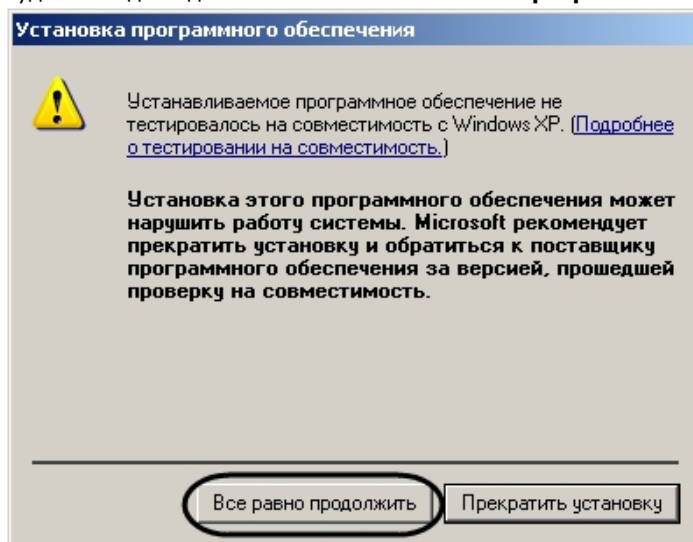 Установка программного обеспечения
Устанавливаемое программное обеспечение не
тестировалось на совместимость с Windows XP. (Подробнее
о тестировании на совместимость.)
Установка этого программного обеспечения может
нарушить работу системы. Microsoft рекомендует
прекратить установку и обратиться к поставщику
программного обеспечения за версией, прошедшей
проверку на совместимость.
Все равно продолжить Прекратить установку